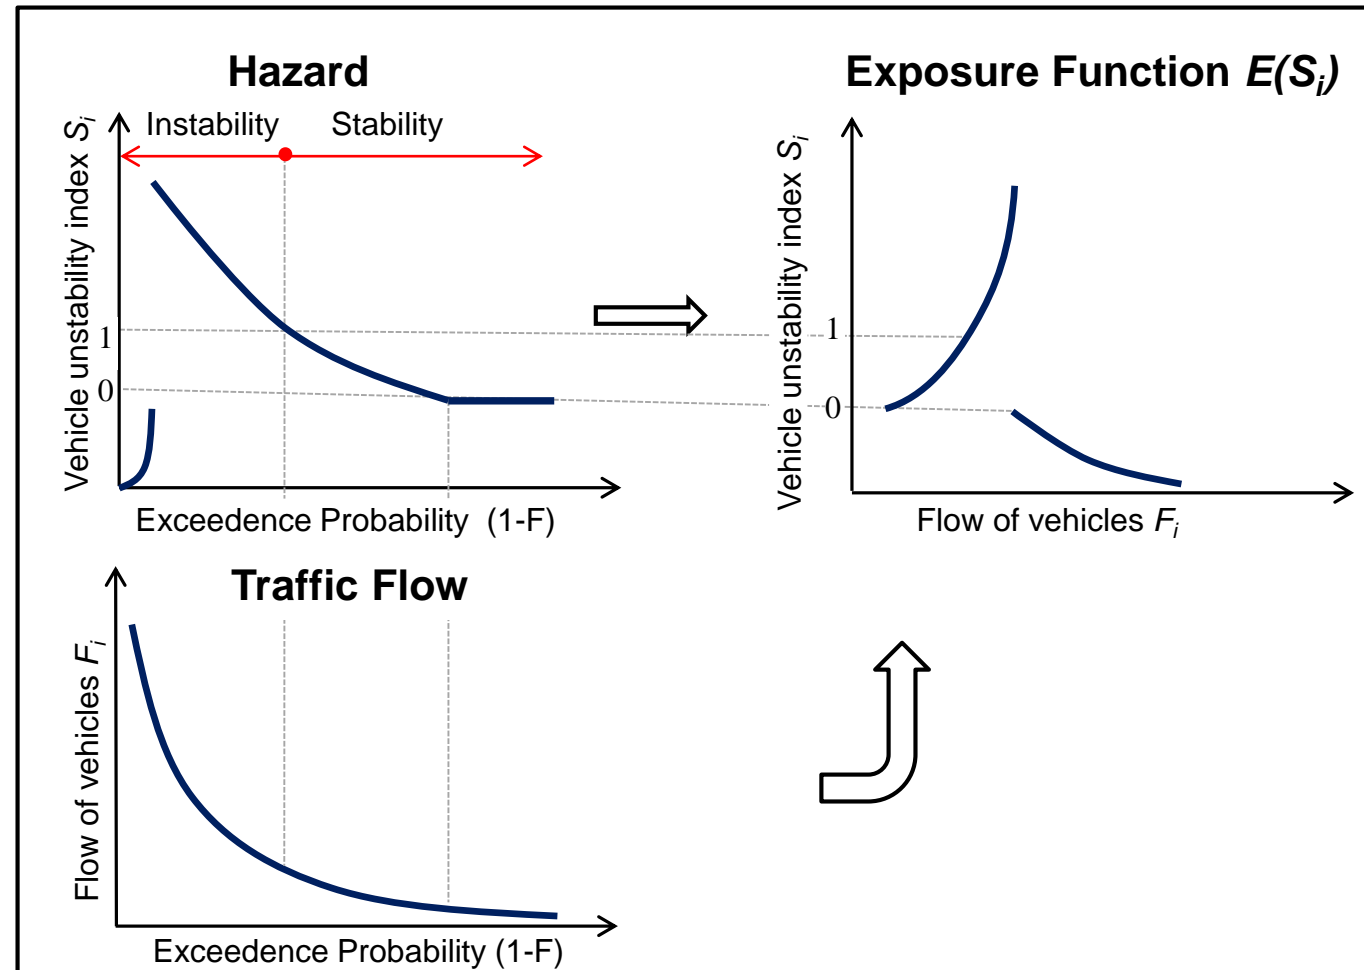 Hazard
Instability
Stability
Vehicle unstability index Si
1
0
Exceedence Probability (1-F)
Exposure Function E(Si)
Vehicle unstability index Si
1
0
Flow of vehicles Fi
Traffic Flow
Flow of vehicles Fi
Exceedence Probability (1-F)